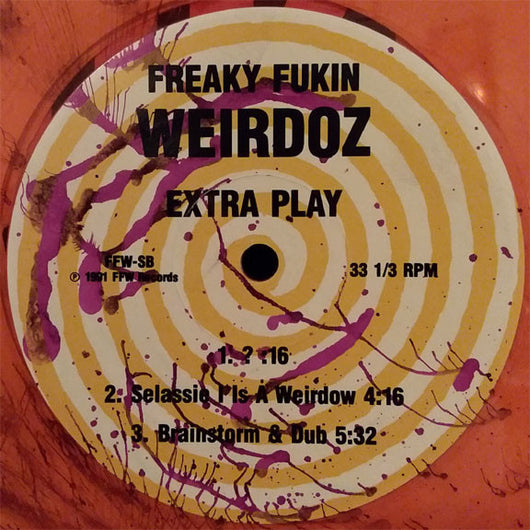 FREAKY FUKIN
WEIRDOZ
EXTRA PLAY
FFW-SB
℗ 1991 FFW Records
33 1/3 RPM
1. ? :16
2. Selassie I Is A Weirdow 4:16
3. Brainstorm & Dub 5:32